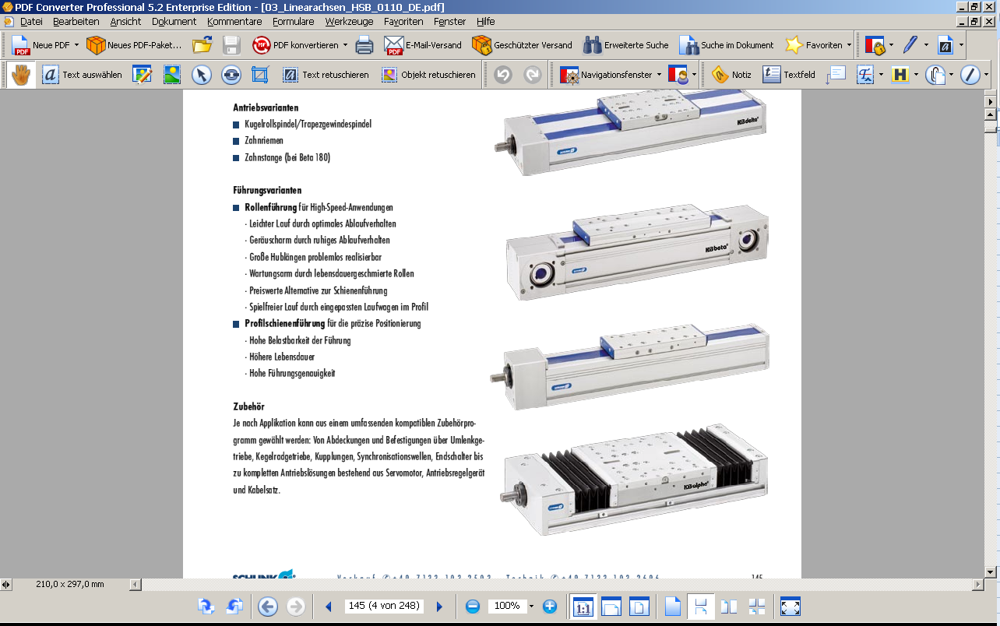 PDF Converter Professional 5.2 Enterprise Edition - [03_Linearachsen_HSB_0110_DE.pdf]
Datei Bearbeiten Ansicht Dokument Kommentare Formulare Werkzeuge Favoriten Fenster Hilfe
Neue PDF Neues PDF-Paket... PDF konvertieren E-Mail-Versand Geschützter Versand Erweiterte Suche Suche im Dokument Favoriten
Text auswählen Text retuschieren Objekt retuschieren Navigationsfenster Notiz Textfeld
Antriebsvarianten
Kugelrollspindel/Trapezgewindespindel
Zahnriemen
Zahnstange (bei Beta 180)
Führungsvarianten
Rollenführung für High-Speed-Anwendungen
· Leichter Lauf durch optimales Ablaufverhalten
· Geräuscharm durch ruhiges Ablaufverhalten
· Große Hublängen problemlos realisierbar
· Wartungsarm durch lebensdauergeschmierte Rollen
· Preiswerte Alternative zur Schienenführung
· Spielfreier Lauf durch eingepassten Laufwagen im Profil
Profilschienenführung für die präzise Positionierung
· Hohe Belastbarkeit der Führung
· Höhere Lebensdauer
· Hohe Führungsgenauigkeit
Zubehör
Je nach Applikation kann aus einem umfassenden kompatiblen Zubehörpro-
gramm gewählt werden: Von Abdeckungen und Befestigungen über Umlenkge-
triebe, Kegelradgetriebe, Kupplungen, Synchronisationswellen, Endschalter bis
zu kompletten Antriebslösungen bestehend aus Servomotor, Antriebsregelgerät
und Kabelsatz.
delta
beta
alpha
SCHUNK
145
210,0 x 297,0 mm
145 (4 von 248) 100% 1:1